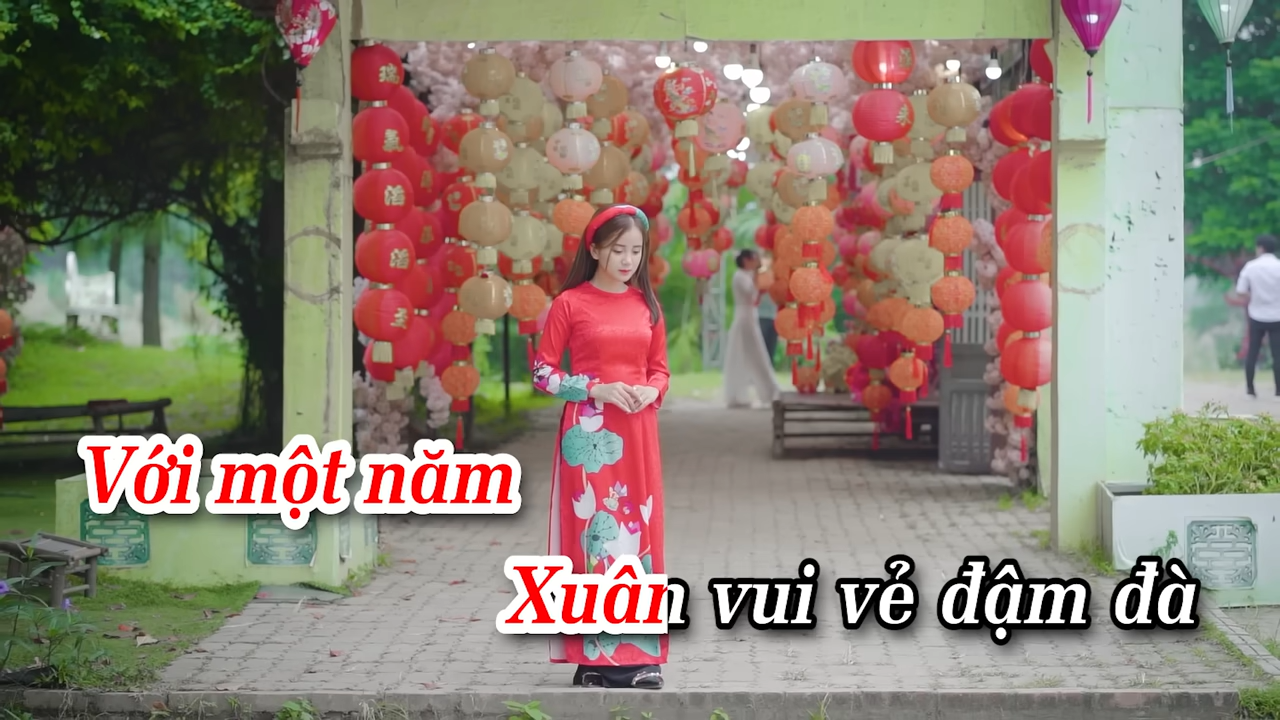 Với một năm
Xuân vui vẻ đậm đà